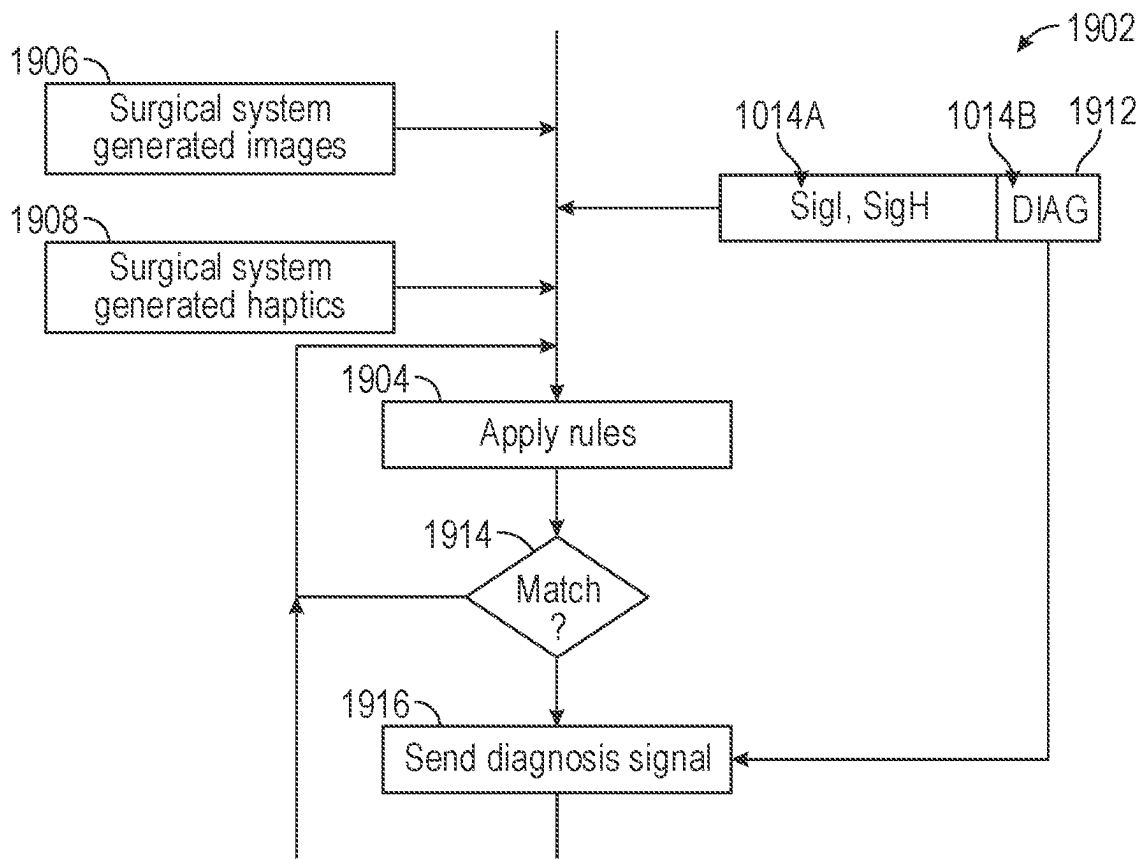 1902
1906
Surgical system
generated images
1014A
1014B
1912
SigI, SigH
DIAG
1908
Surgical system
generated haptics
1904
Apply rules
1914
Match
?
1916
Send diagnosis signal